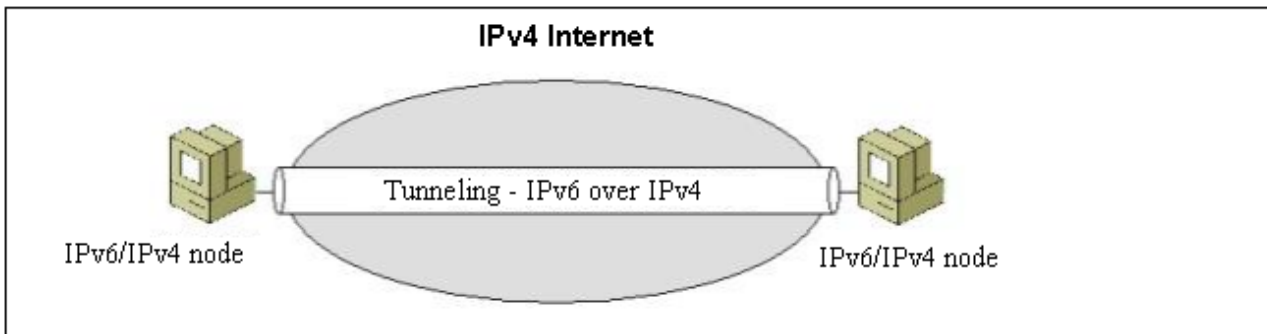 IPv4 Internet
Tunneling - IPv6 over IPv4
IPv6/IPv4 node
IPv6/IPv4 node